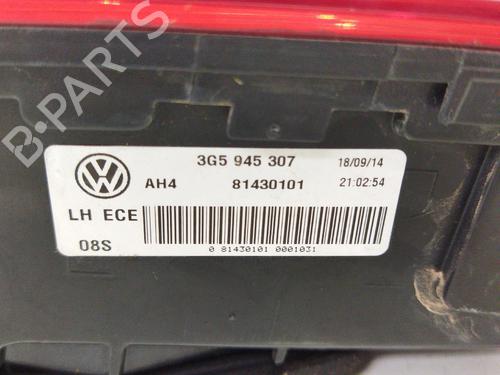 B-PARTS
3G5 945 307 18/09/14
AH4 81430101 21:02:54
LH ECE
08S
0 81430101 0001031